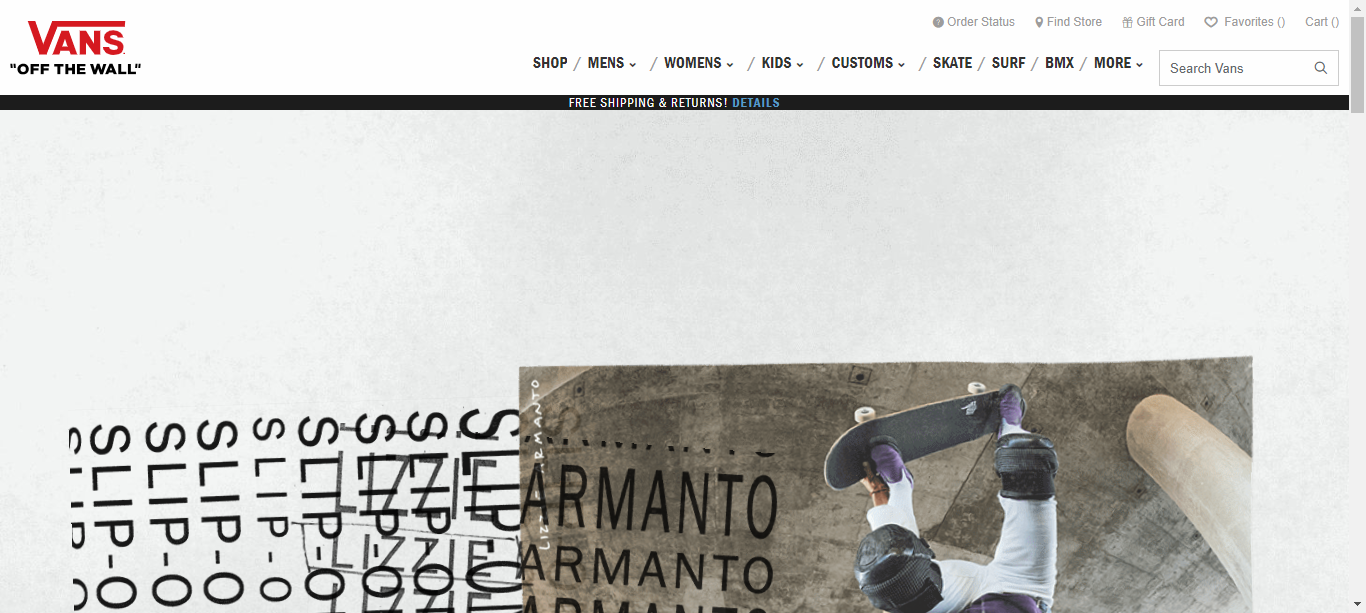 Order Status
Find Store
Gift Card
Favorites ()
Cart ()
VANS
"OFF THE WALL"
SHOP / MENS / WOMENS / KIDS / CUSTOMS / SKATE / SURF / BMX / MORE
Search Vans
FREE SHIPPING & RETURNS! DETAILS
SLIP-O
SLIP-O
SLIP-O
SLIP-O
SLIP-O
SLIP-O
SLIP-O
SLIP-O
LIZZIE ARMANTO
LIZZIE ARMANTO
ARMANTO